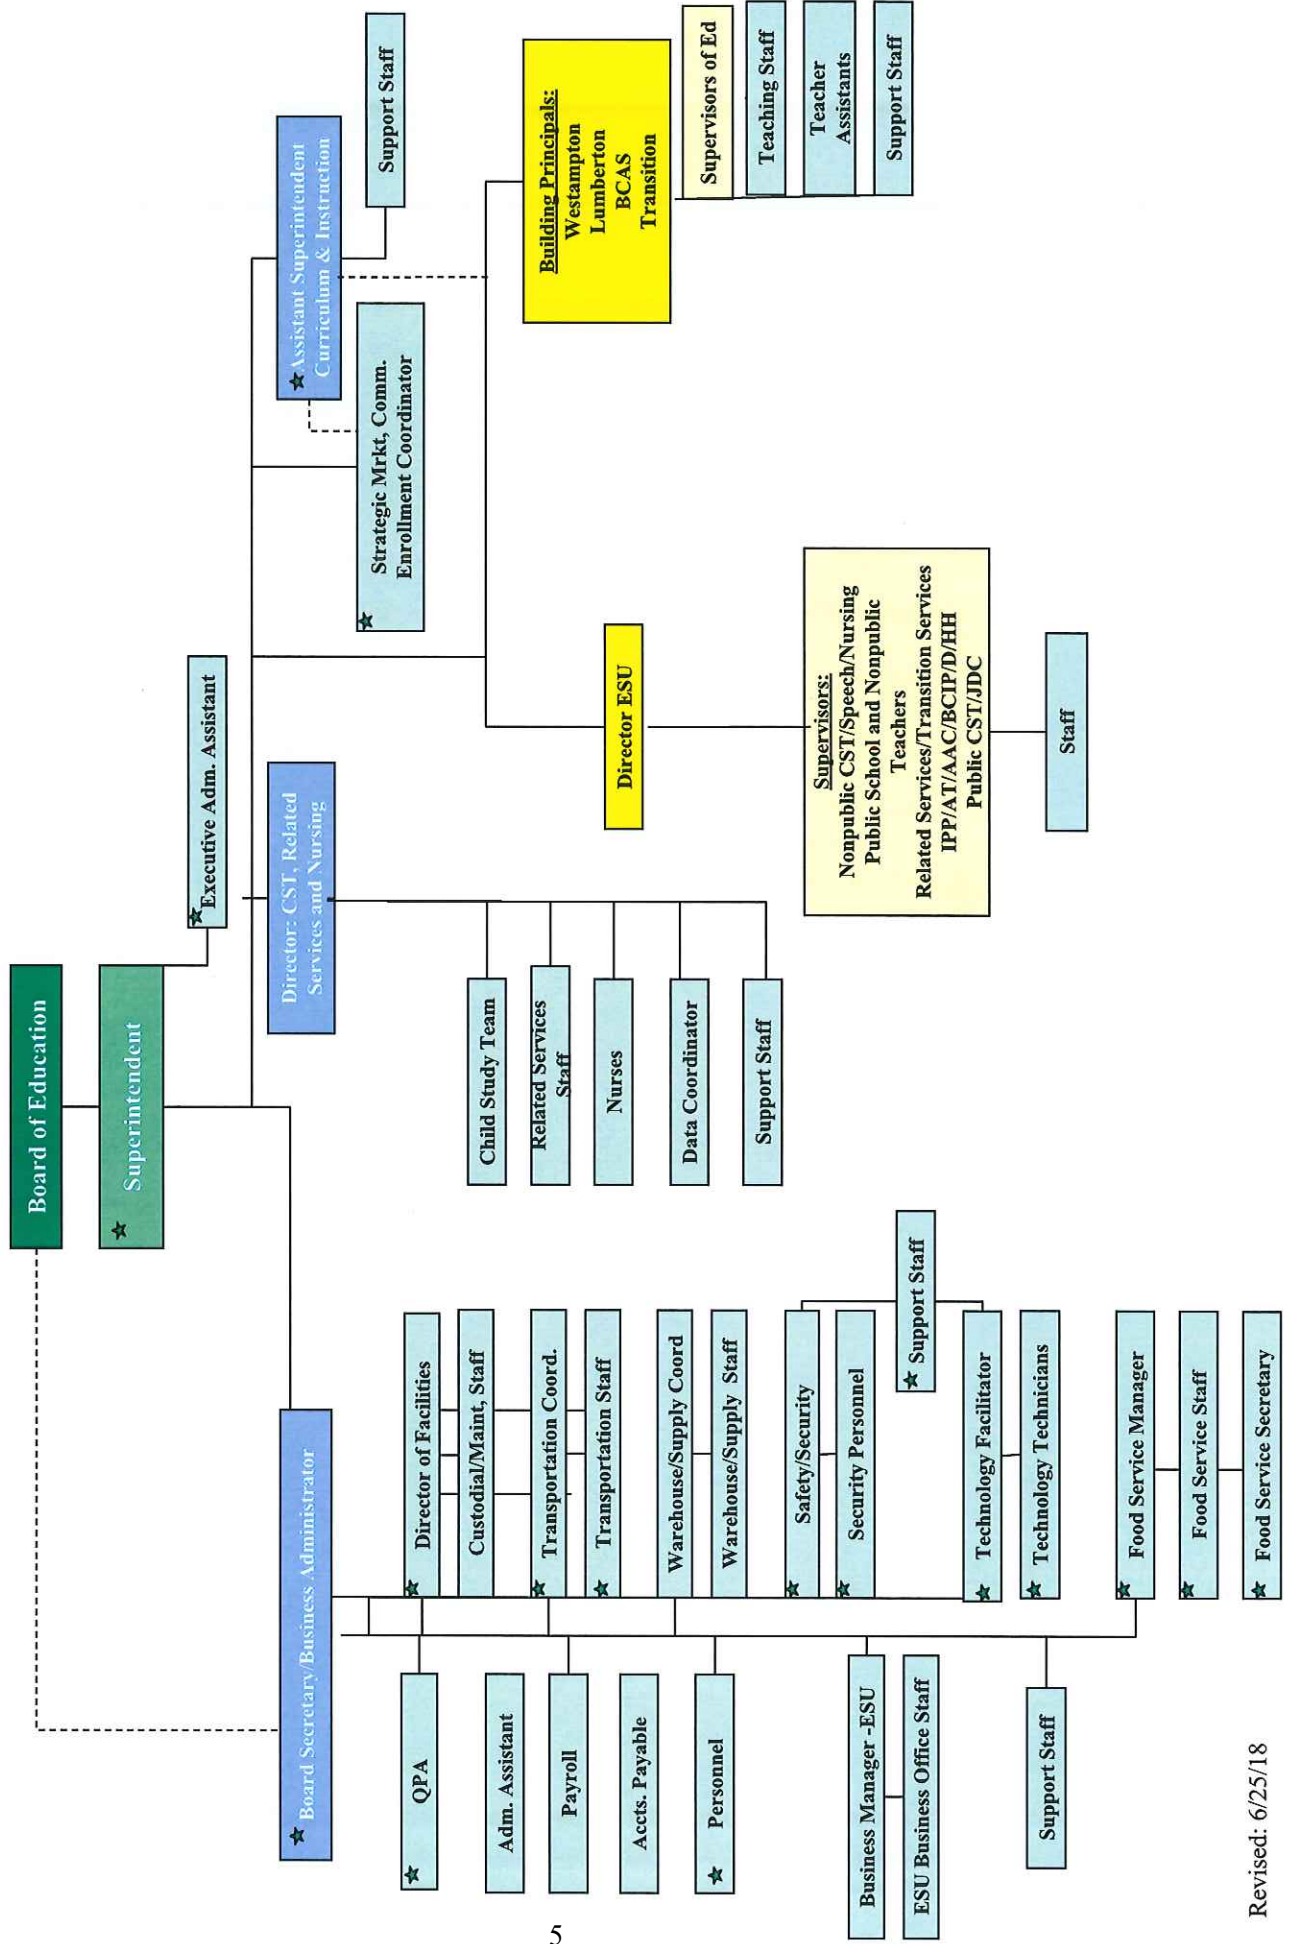 Board of Education
Superintendent
Executive Adm. Assistant
Board Secretary/Business Administrator
Director: CST, Related
Services and Nursing
Assistant Superintendent
Curriculum & Instruction
Support Staff
Strategic Mrkt, Comm.
Enrollment Coordinator
QPA
Adm. Assistant
Payroll
Accts. Payable
Personnel
Business Manager -ESU
ESU Business Office Staff
Support Staff
Director of Facilities
Custodial/Maint, Staff
Transportation Coord.
Transportation Staff
Warehouse/Supply Coord
Warehouse/Supply Staff
Safety/Security
Security Personnel
Support Staff
Technology Facilitator
Technology Technicians
Food Service Manager
Food Service Staff
Food Service Secretary
Child Study Team
Related Services
Staff
Nurses
Data Coordinator
Support Staff
Director ESU
Supervisors:
Nonpublic CST/Speech/Nursing
Public School and Nonpublic
Teachers
Related Services/Transition Services
IPP/AT/AAC/BCIP/D/HH
Public CST/JDC
Staff
Building Principals:
Westampton
Lumberton
BCAS
Transition
Supervisors of Ed
Teaching Staff
Teacher
Assistants
Support Staff
Revised: 6/25/18
5